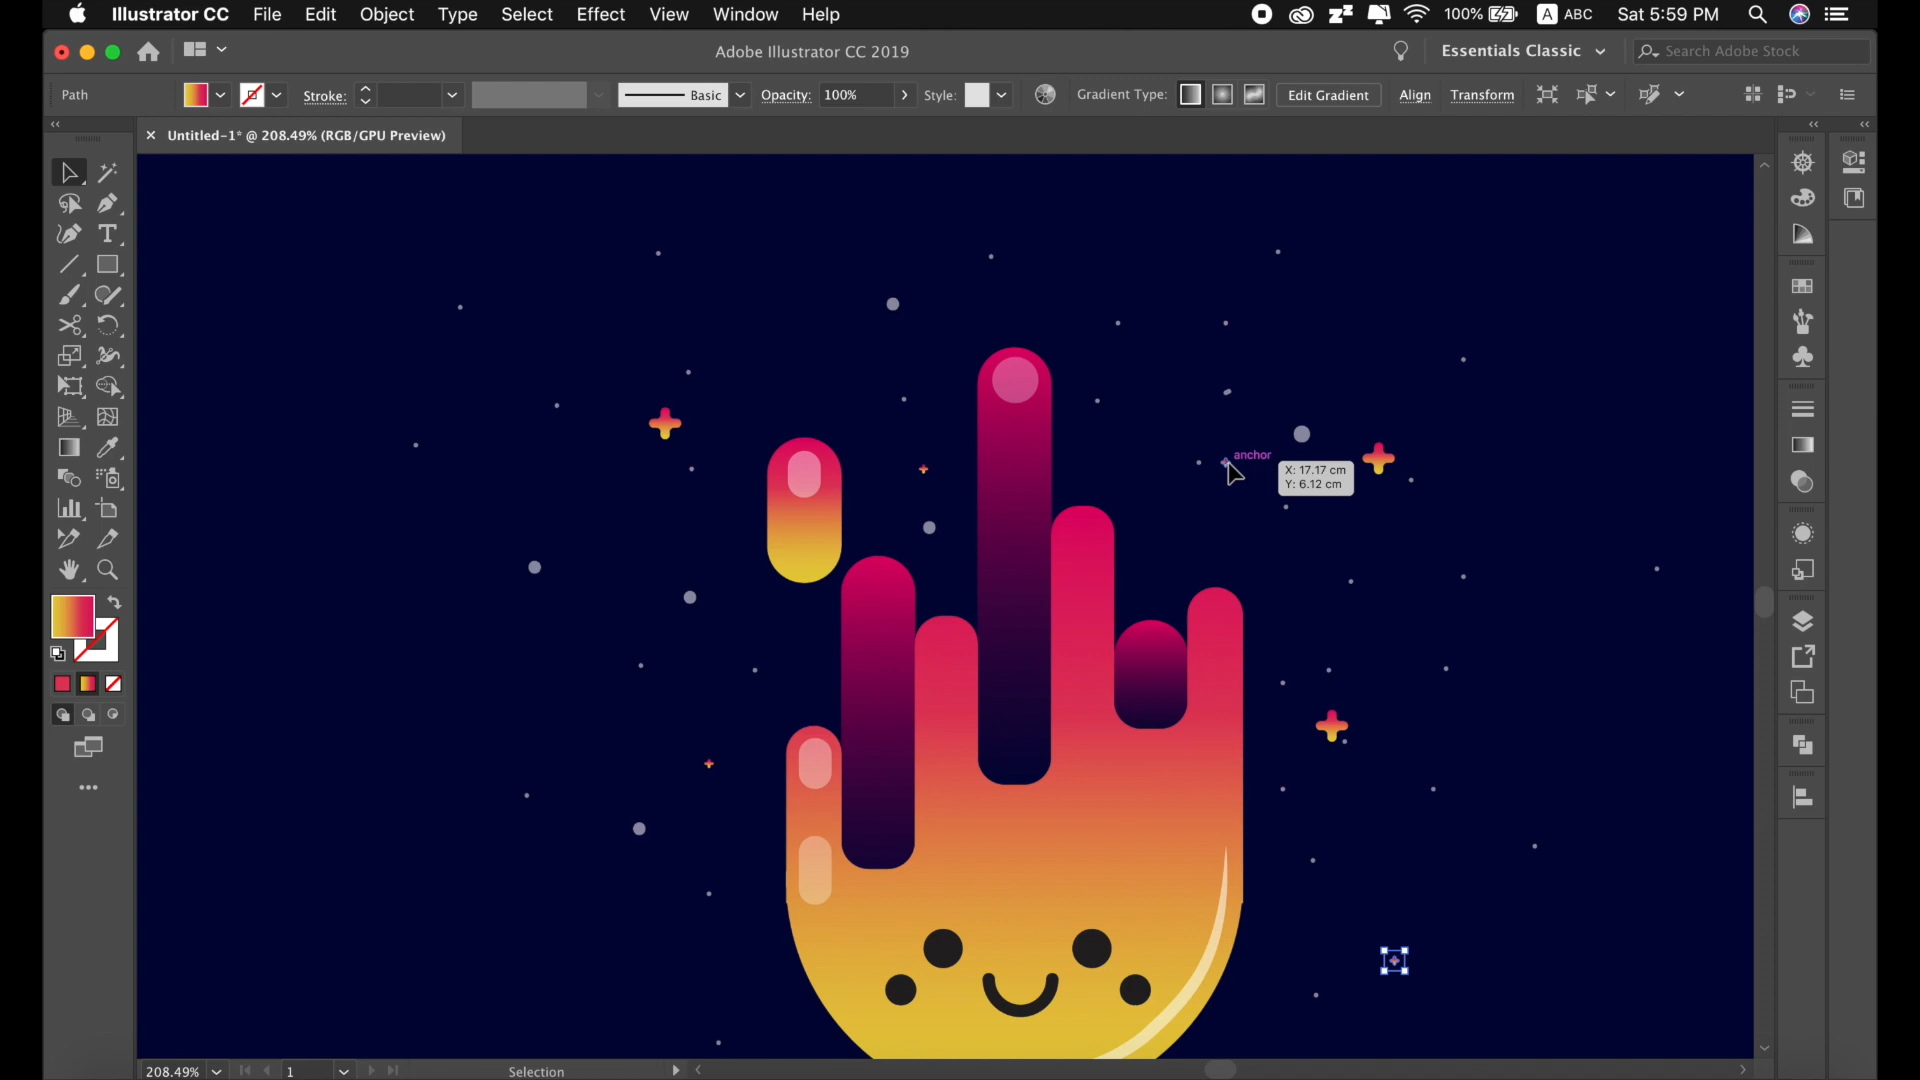 Illustrator CC File Edit Object Type Select Effect View Window Help 100% A ABC Sat 5:59 PM
Adobe Illustrator CC 2019 Essentials Classic Search Adobe Stock
Path Stroke: Basic Opacity: 100% Style: Gradient Type: Edit Gradient Align Transform
× Untitled-1* @ 208.49% (RGB/GPU Preview)
anchor
X: 17.17 cm
Y: 6.12 cm
208.49% 1 Selection